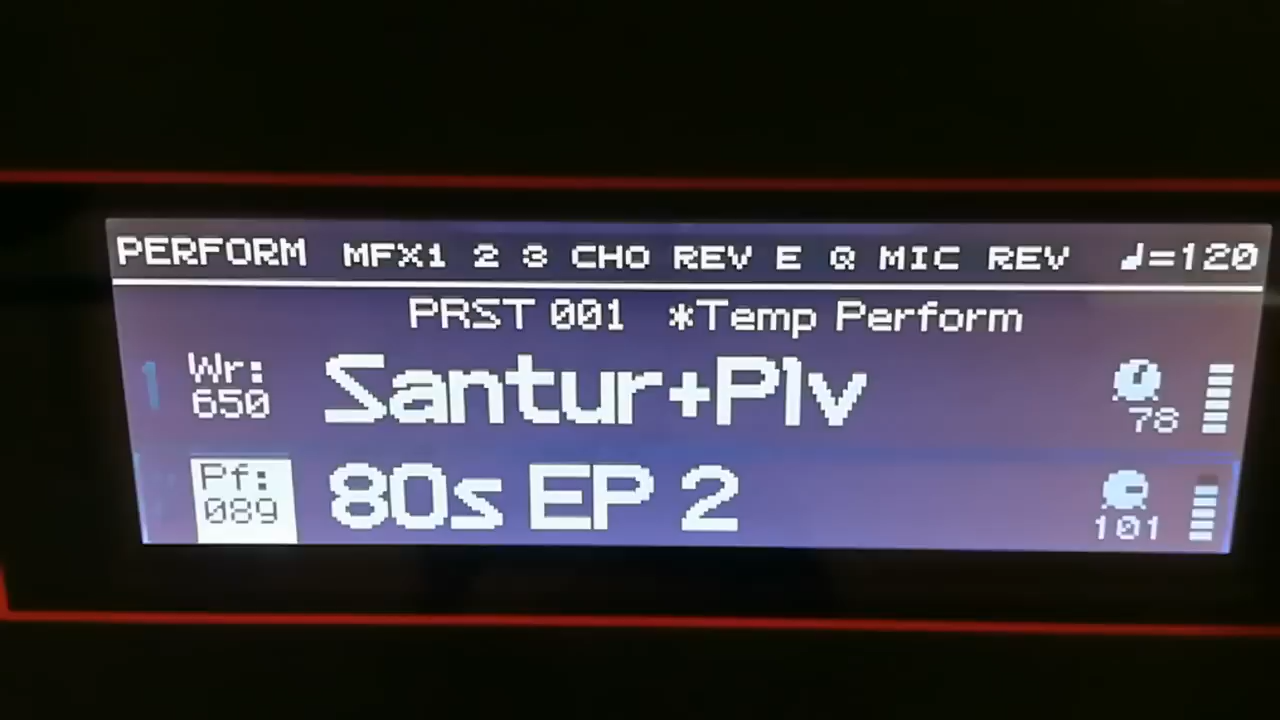 PERFORM MFX1 2 3 CHO REV E Q MIC REV ♩=120
PRST 001 *Temp Perform
1 Wr: 650 Santur+Plv 78
Pf: 089 80s EP 2 101